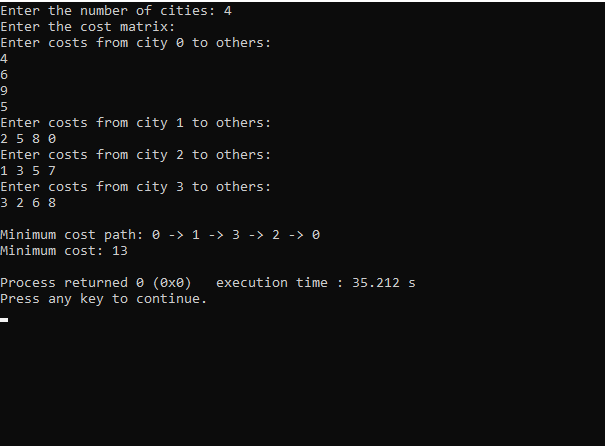 Enter the number of cities: 4
Enter the cost matrix:
Enter costs from city 0 to others:
4
6
9
5
Enter costs from city 1 to others:
2 5 8 0
Enter costs from city 2 to others:
1 3 5 7
Enter costs from city 3 to others:
3 2 6 8
Minimum cost path: 0 -> 1 -> 3 -> 2 -> 0
Minimum cost: 13
Process returned 0 (0x0)   execution time : 35.212 s
Press any key to continue.